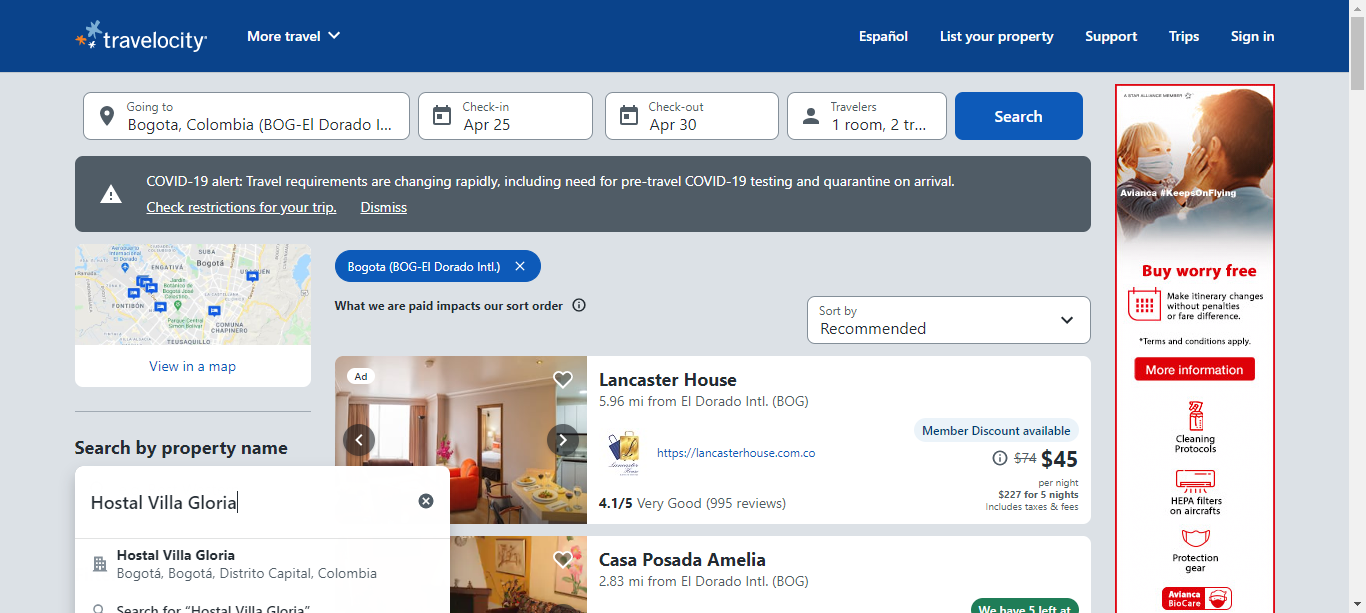 travelocity
More travel
Español
List your property
Support
Trips
Sign in
Going to
Bogota, Colombia (BOG-El Dorado I...
Check-in
Apr 25
Check-out
Apr 30
Travelers
1 room, 2 tr...
Search
COVID-19 alert: Travel requirements are changing rapidly, including need for pre-travel COVID-19 testing and quarantine on arrival.
Check restrictions for your trip.
Dismiss
SUBA
Bogotá
ENGATIVÁ
FONTIBÓN
COMUNA
CHAPINERO
TEUSAQUILLO
View in a map
Bogota (BOG-El Dorado Intl.)
What we are paid impacts our sort order
Sort by
Recommended
Search by property name
Hostal Villa Gloria
Hostal Villa Gloria
Bogotá, Bogotá, Distrito Capital, Colombia
Search for “Hostal Villa Gloria”
Ad
Lancaster House
5.96 mi from El Dorado Intl. (BOG)
Lancaster
House
https://lancasterhouse.com.co
4.1/5 Very Good (995 reviews)
Member Discount available
$74 $45
per night
$227 for 5 nights
Includes taxes & fees
Casa Posada Amelia
2.83 mi from El Dorado Intl. (BOG)
We have 5 left at
A STAR ALLIANCE MEMBER
Avianca #KeepsOnFlying
Buy worry free
Make itinerary changes
without penalties
or fare difference.
*Terms and conditions apply.
More information
Cleaning
Protocols
HEPA filters
on aircrafts
Protection
gear
Avianca
BioCare